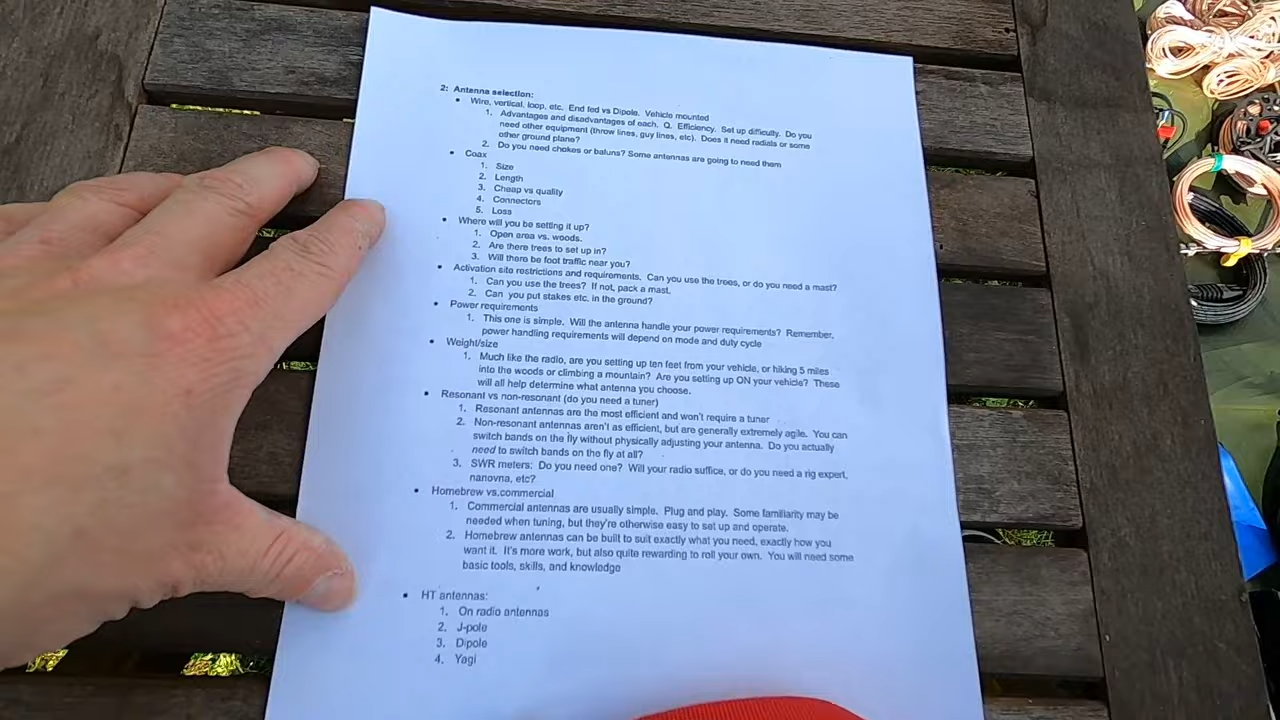 2: Antenna selection:
• Wire, vertical, loop, etc. End fed vs Dipole. Vehicle mounted
1. Advantages and disadvantages of each, Q. Efficiency. Set up difficulty. Do you
need other equipment (throw lines, guy lines, etc). Does it need radials or some
other ground plane?
2. Do you need chokes or baluns? Some antennas are going to need them
• Coax
1. Size
2. Length
3. Cheap vs quality
4. Connectors
5. Loss
• Where will you be setting it up?
1. Open area vs. woods.
2. Are there trees to set up in?
3. Will there be foot traffic near you?
• Activation site restrictions and requirements. Can you use the trees, or do you need a mast?
1. Can you use the trees? If not, pack a mast.
2. Can you put stakes etc. in the ground?
• Power requirements
1. This one is simple. Will the antenna handle your power requirements? Remember,
power handling requirements will depend on mode and duty cycle
• Weight/size
1. Much like the radio, are you setting up ten feet from your vehicle, or hiking 5 miles
into the woods or climbing a mountain? Are you setting up ON your vehicle? These
will all help determine what antenna you choose.
• Resonant vs non-resonant (do you need a tuner)
1. Resonant antennas are the most efficient and won't require a tuner
2. Non-resonant antennas aren't as efficient, but are generally extremely agile. You can
switch bands on the fly without physically adjusting your antenna. Do you actually
need to switch bands on the fly at all?
3. SWR meters: Do you need one? Will your radio suffice, or do you need a rig expert,
nanovna, etc?
• Homebrew vs.commercial
1. Commercial antennas are usually simple. Plug and play. Some familiarity may be
needed when tuning, but they're otherwise easy to set up and operate.
2. Homebrew antennas can be built to suit exactly what you need, exactly how you
want it. It's more work, but also quite rewarding to roll your own. You will need some
basic tools, skills, and knowledge
• HT antennas:
1. On radio antennas
2. J-pole
3. Dipole
4. Yagi